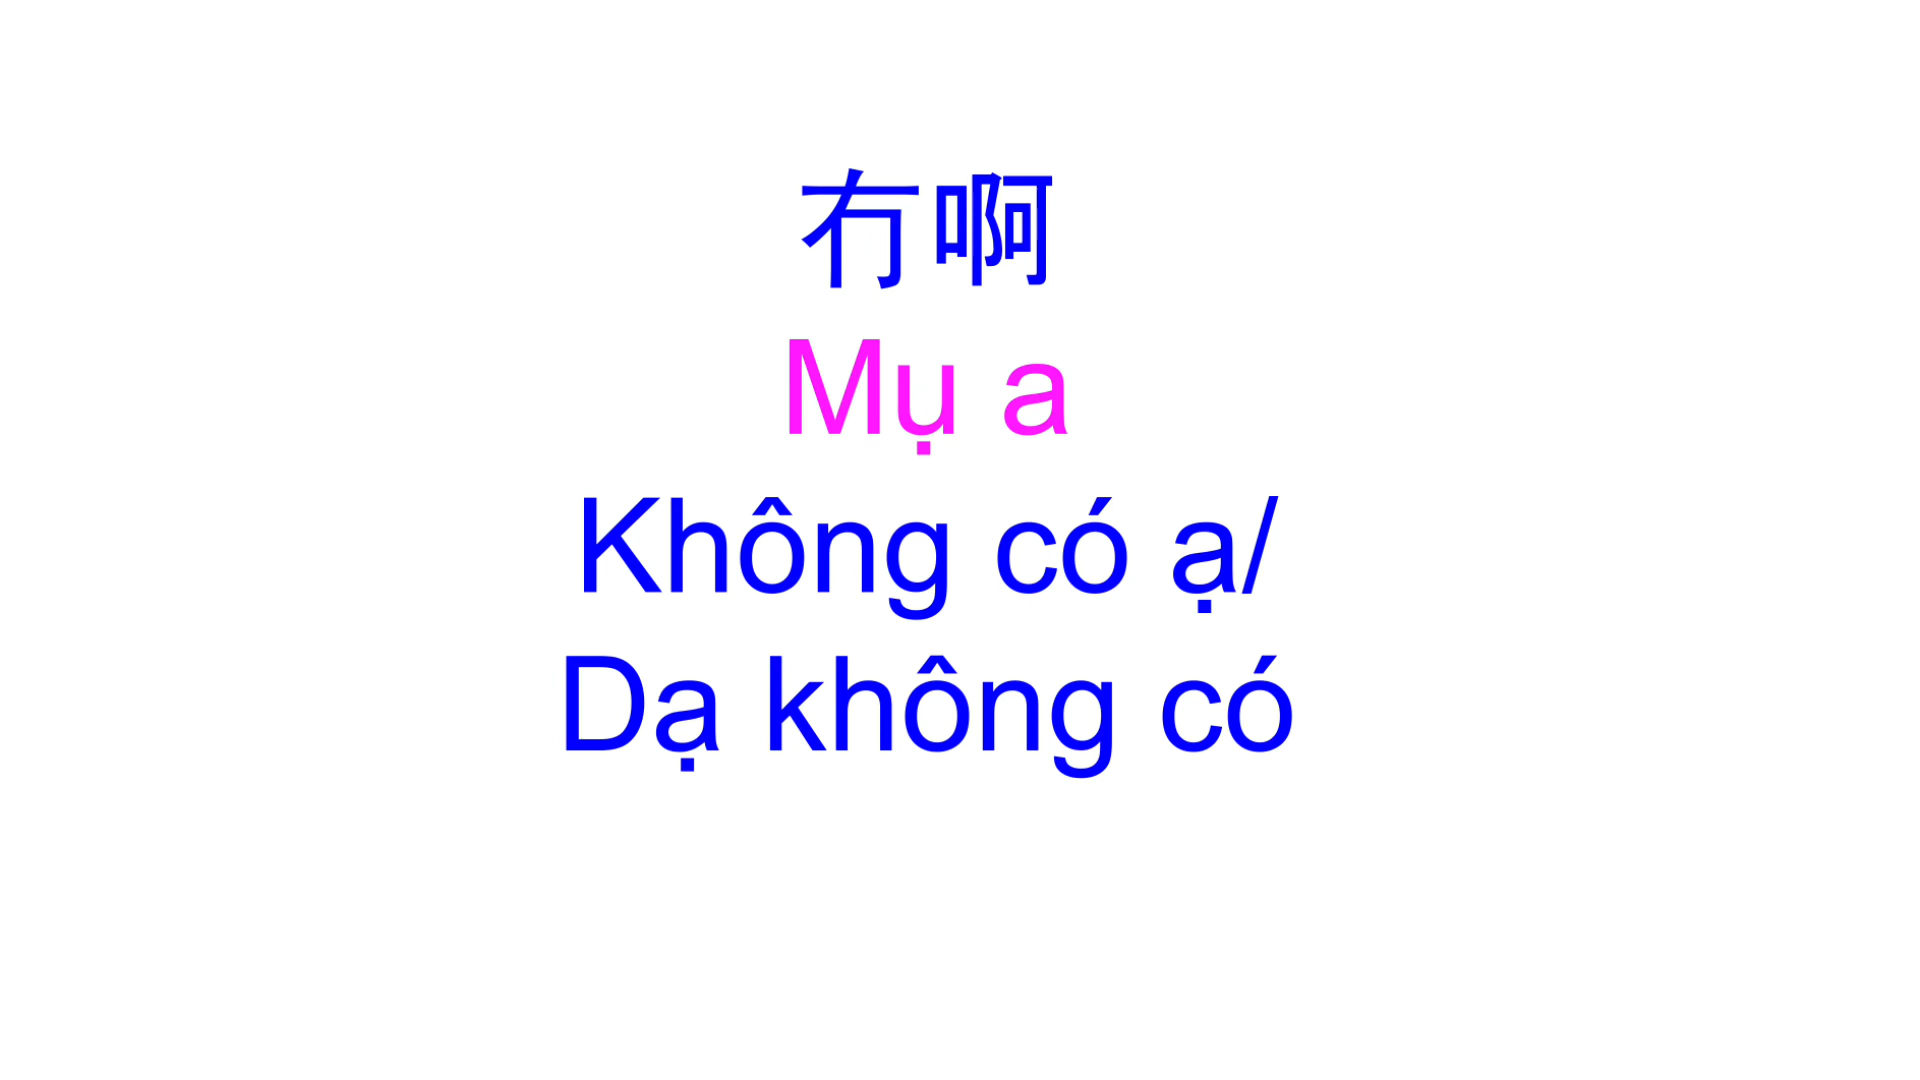 冇啊
Mụ a
Không có ạ/
Dạ không có